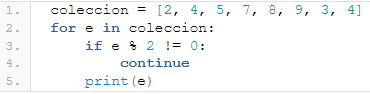 1. coleccion = [2, 4, 5, 7, 8, 9, 3, 4]
2. for e in coleccion:
3.     if e % 2 != 0:
4.         continue
5.     print(e)